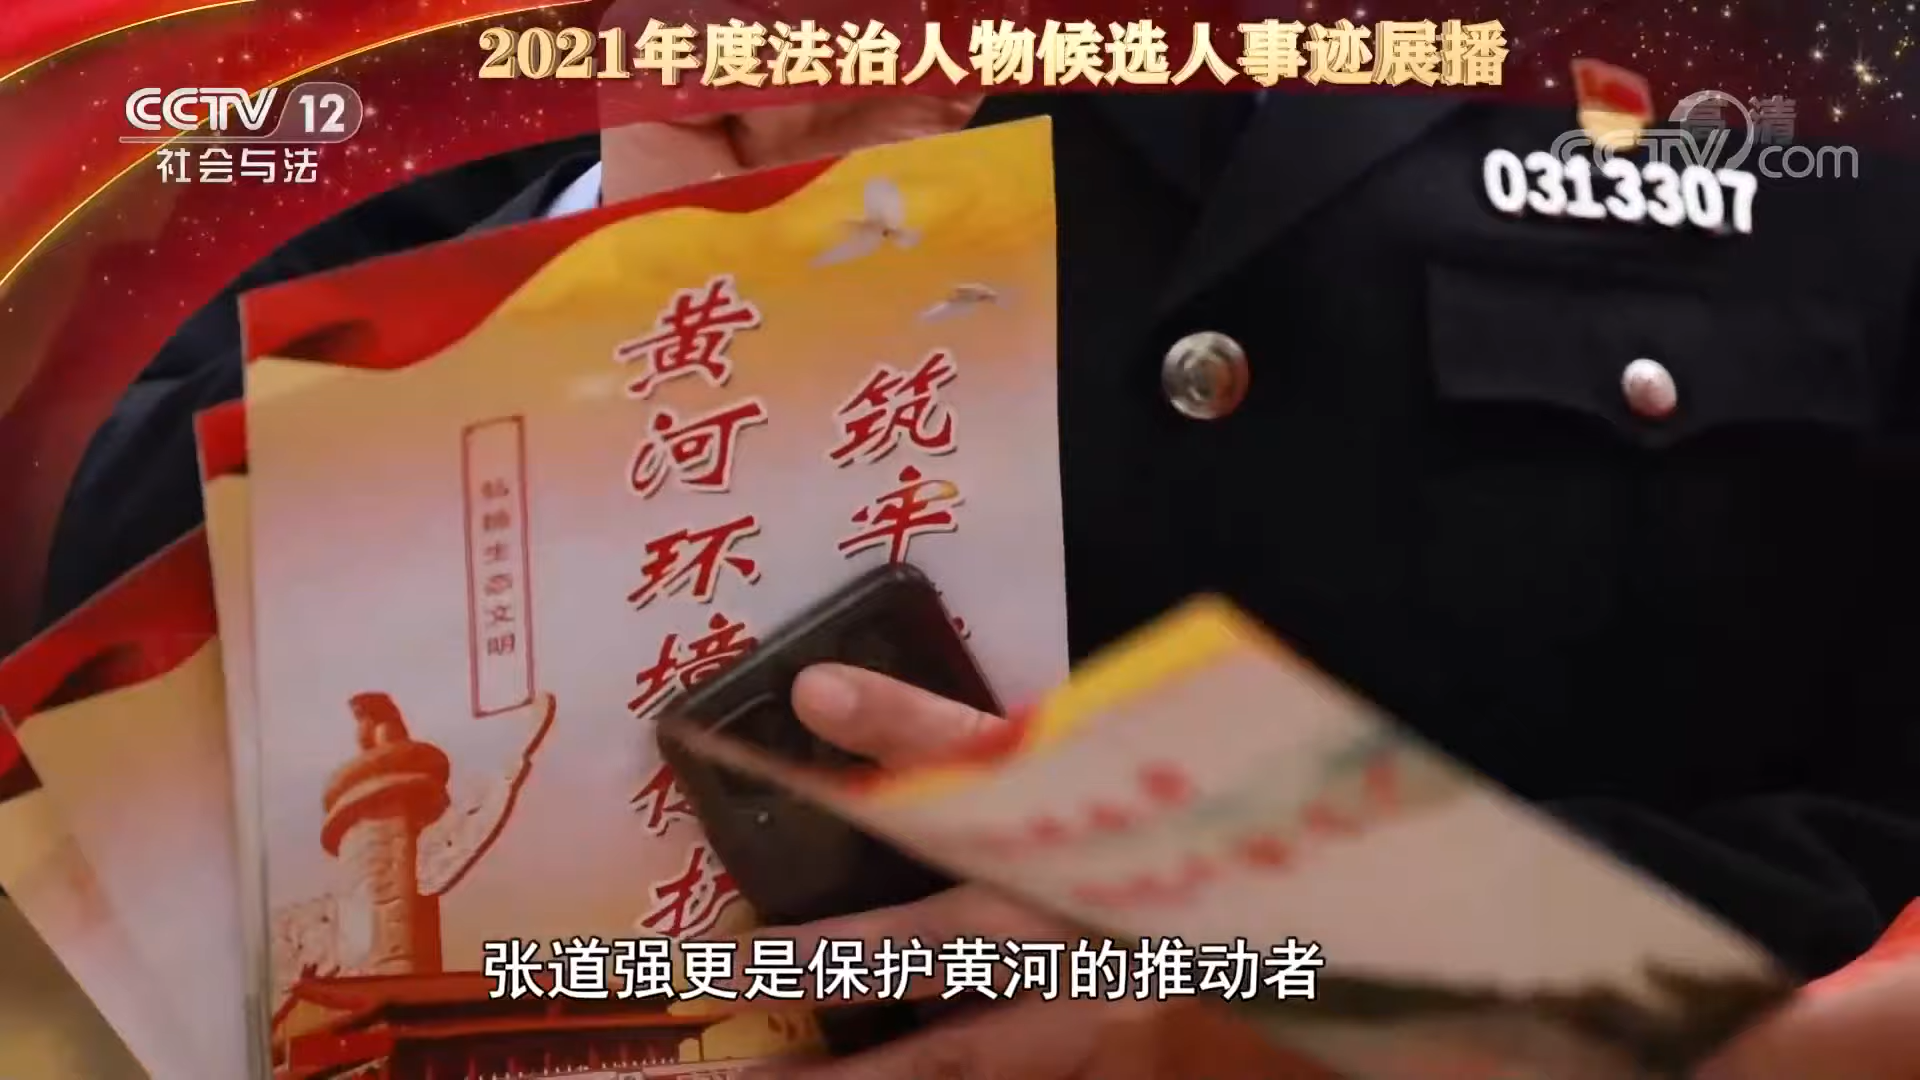 2021年度法治人物候选人事迹展播
CCTV 12
社会与法
高清
CCTV.com
0313307
筑牢
黄河环境保护
弘扬生态文明
张道强更是保护黄河的推动者